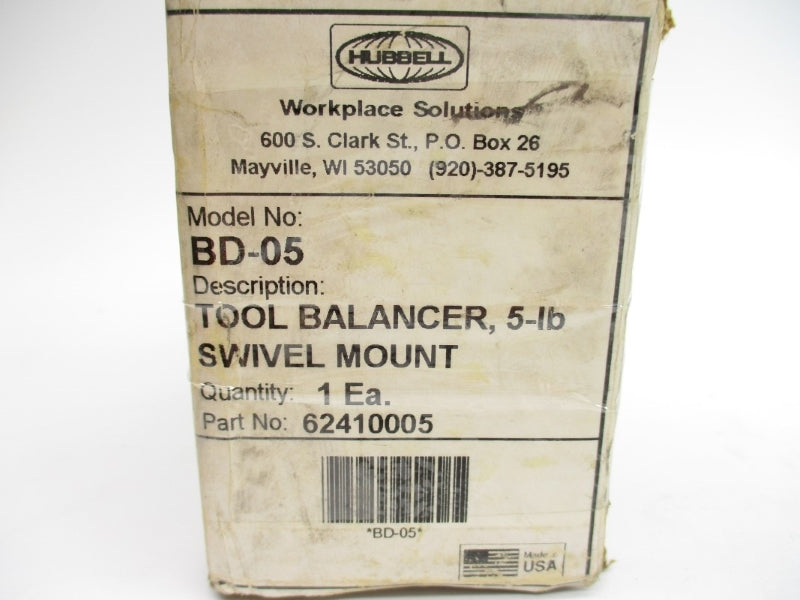 HUBBELL
Workplace Solutions
600 S. Clark St., P.O. Box 26
Mayville, WI 53050 (920)-387-5195
Model No:
BD-05
Description:
TOOL BALANCER, 5-lb
SWIVEL MOUNT
Quantity: 1 Ea.
Part No: 62410005
*BD-05*
Made
USA